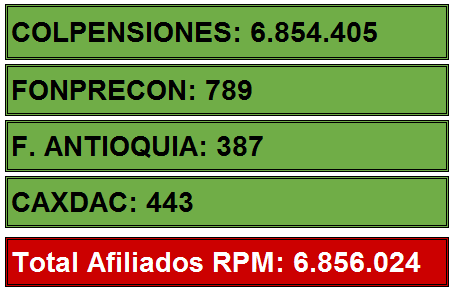 COLPENSIONES: 6.854.405
FONPRECON: 789
F. ANTIOQUIA: 387
CAXDAC: 443
Total Afiliados RPM: 6.856.024